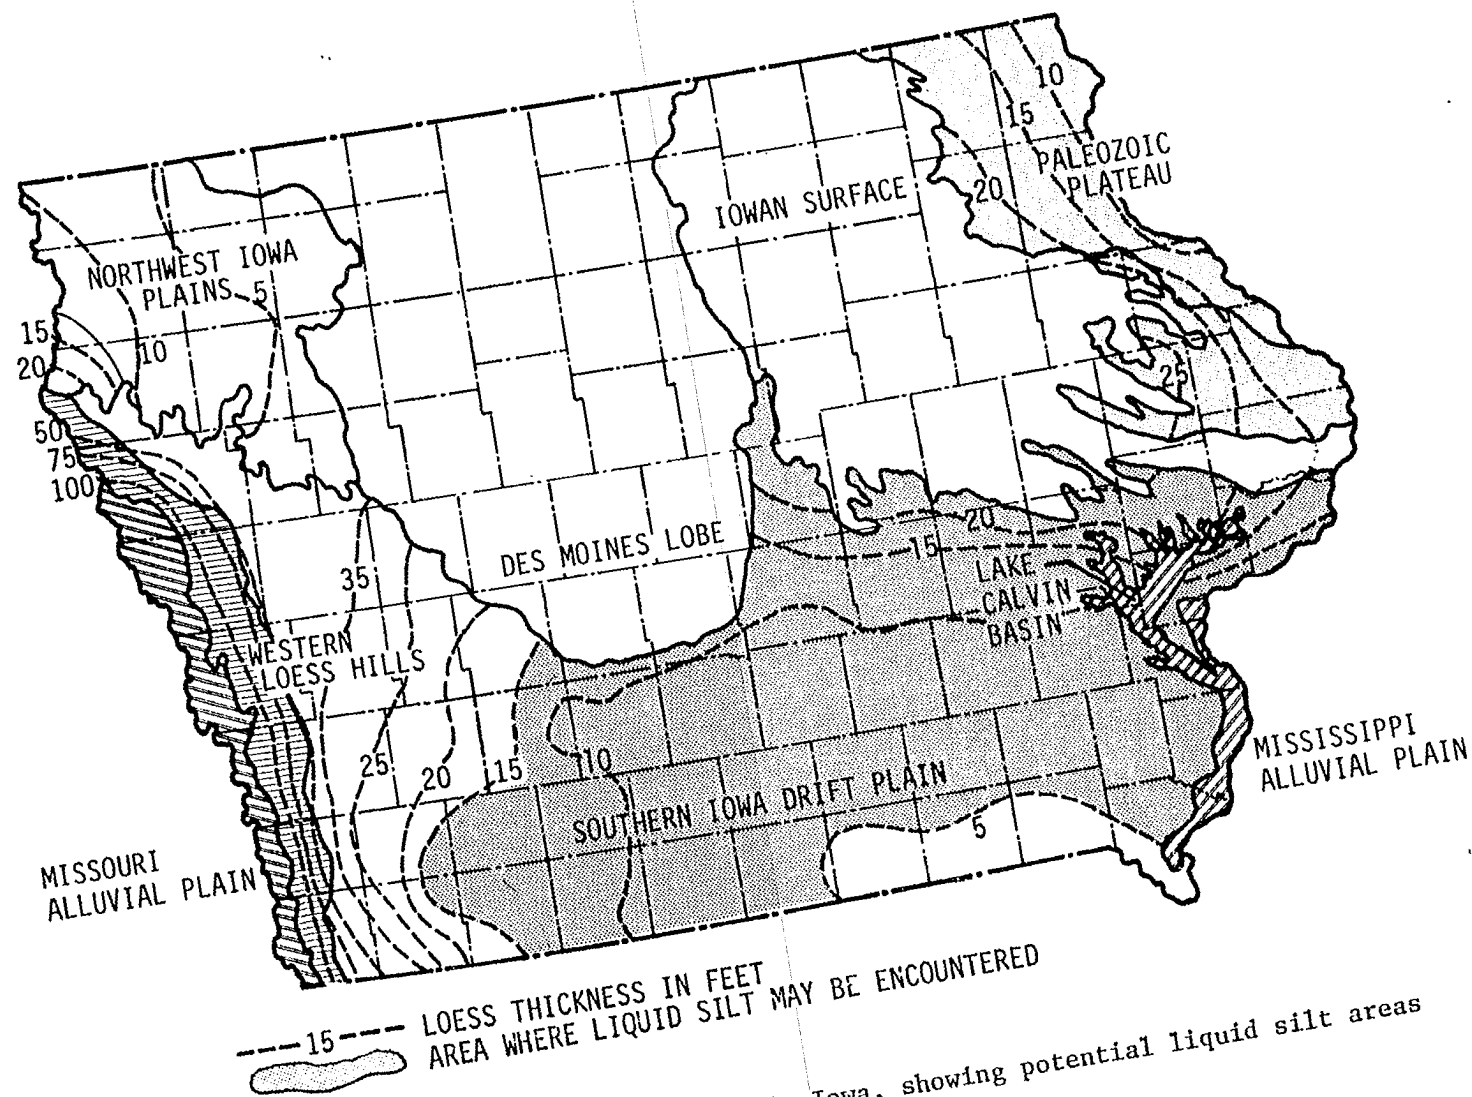 10
15
PALEOZOIC
PLATEAU
20
IOWAN SURFACE
NORTHWEST IOWA
PLAINS
5
15
10
20
25
50
75
100
20
DES MOINES LOBE
15
LAKE
CALVIN
BASIN
35
WESTERN
LOESS HILLS
MISSISSIPPI
ALLUVIAL PLAIN
25
20
15
10
SOUTHERN IOWA DRIFT PLAIN
5
MISSOURI
ALLUVIAL PLAIN
15 LOESS THICKNESS IN FEET
AREA WHERE LIQUID SILT MAY BE ENCOUNTERED
Iowa, showing potential liquid silt areas